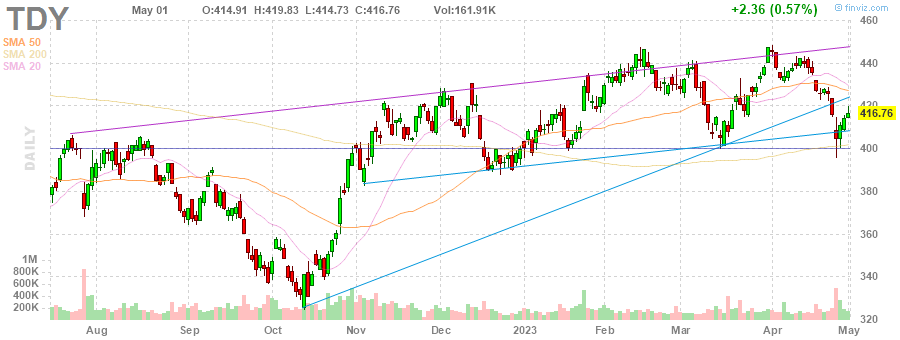 TDY May 01 O:414.91 H:419.83 L:414.73 C:416.76 Vol:161.91K +2.36 (0.57%) © finviz.com
SMA 50
SMA 200
SMA 20
DAILY
460
440
420
416.76
400
380
360
340
320
1M
800K
600K
400K
200K
Aug Sep Oct Nov Dec 2023 Feb Mar Apr May